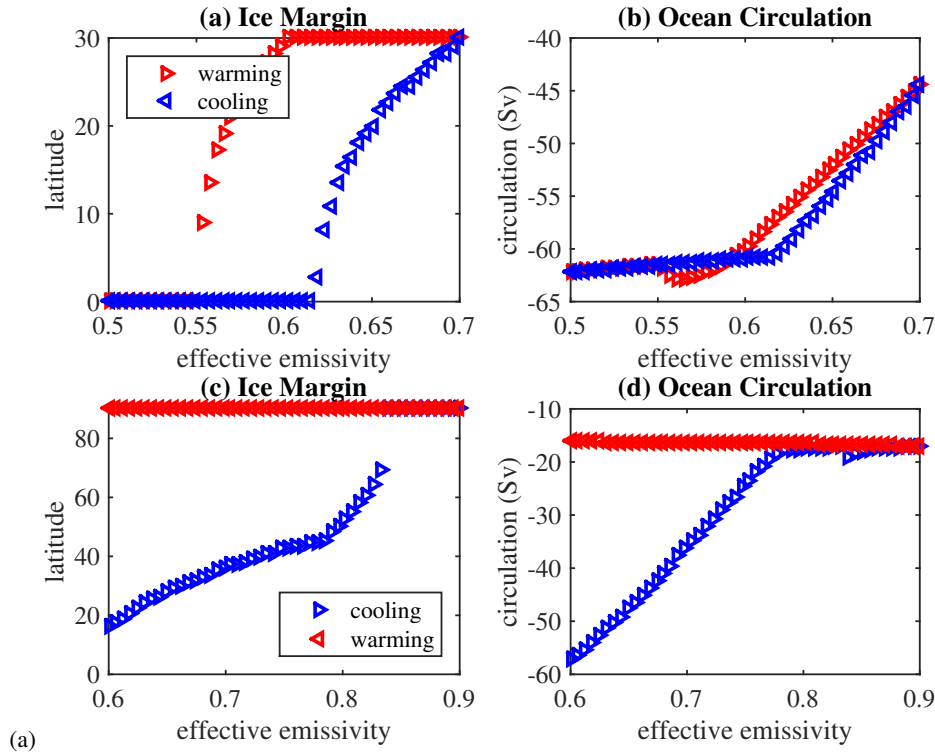 (a) Ice Margin
30
20
10
0
latitude
warming
cooling
0.5
0.55
0.6
0.65
0.7
effective emissivity
(b) Ocean Circulation
-40
-45
-50
-55
-60
-65
circulation (Sv)
0.5
0.55
0.6
0.65
0.7
effective emissivity
(c) Ice Margin
80
60
40
20
0
latitude
cooling
warming
0.6
0.7
0.8
0.9
effective emissivity
(d) Ocean Circulation
-10
-20
-30
-40
-50
-60
circulation (Sv)
0.6
0.7
0.8
0.9
effective emissivity
(a)